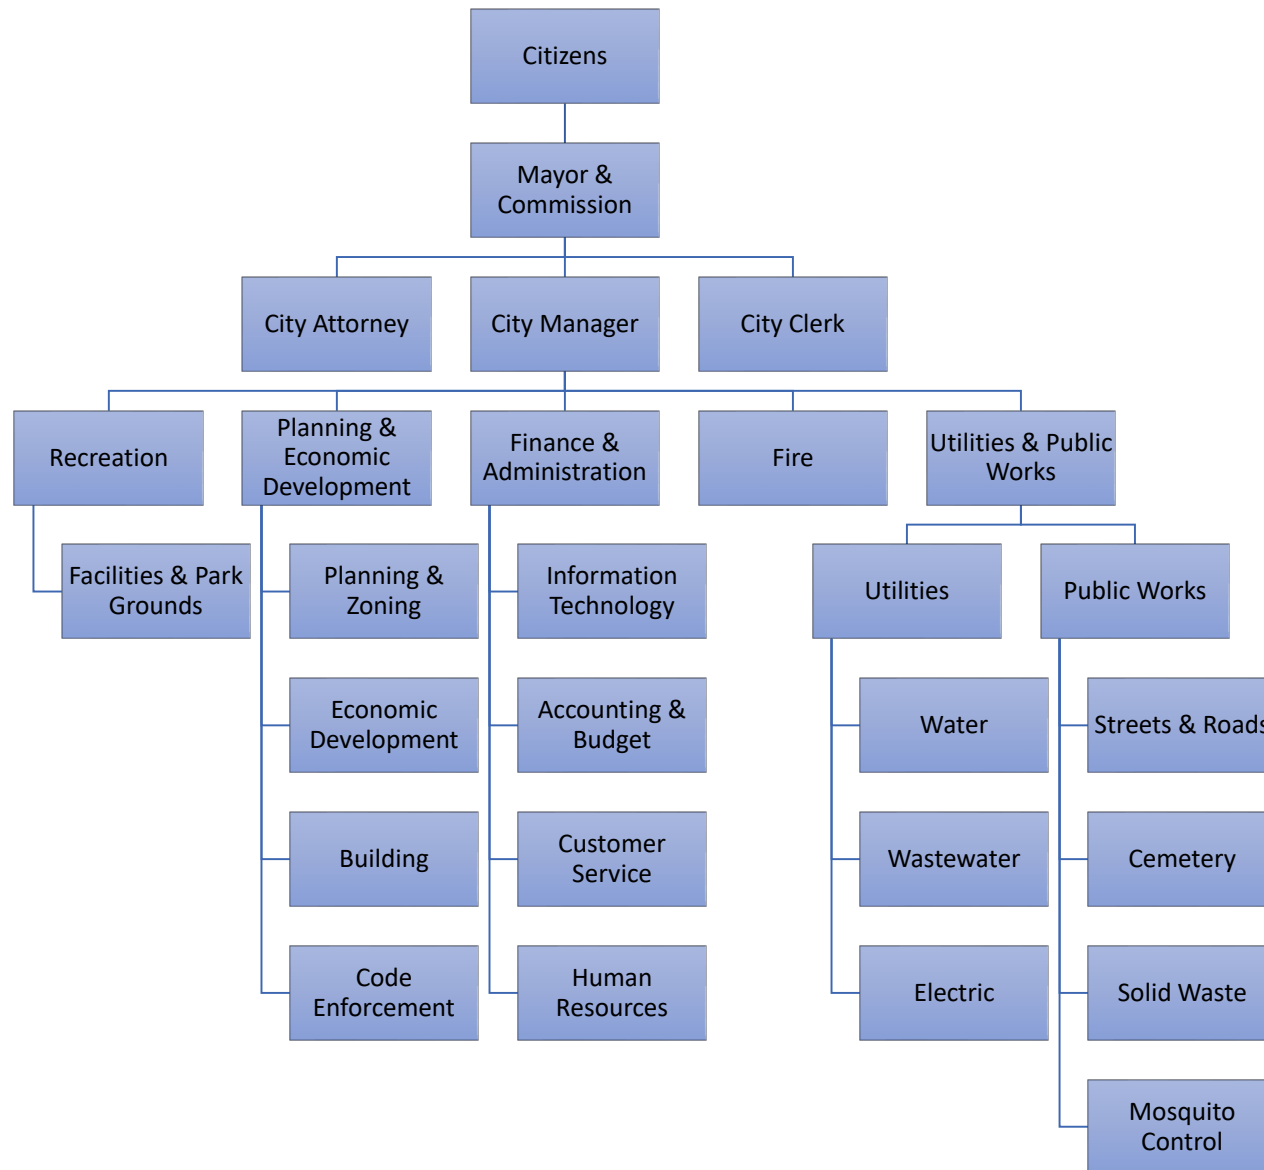 Citizens
Mayor &
Commission
City Attorney
City Manager
City Clerk
Recreation
Planning &
Economic
Development
Finance &
Administration
Fire
Utilities & Public
Works
Facilities & Park
Grounds
Planning &
Zoning
Information
Technology
Utilities
Public Works
Economic
Development
Accounting &
Budget
Water
Streets & Roads
Building
Customer
Service
Wastewater
Cemetery
Code
Enforcement
Human
Resources
Electric
Solid Waste
Mosquito
Control